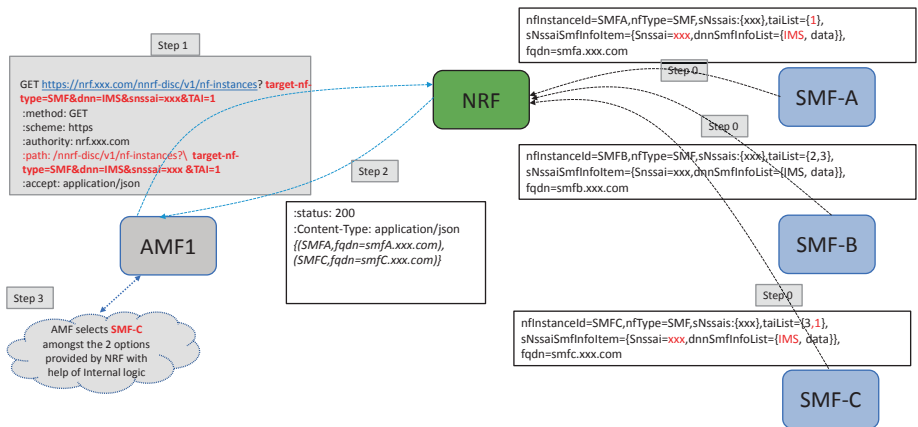 Step 1
GET https://nrf.xxx.com/nnrf-disc/v1/nf-instances? target-nf-
type=SMF&dnn=IMS&snssai=xxx&TAI=1
:method: GET
:scheme: https
:authority: nrf.xxx.com
:path: /nnrf-disc/v1/nf-instances?\ target-nf-
type=SMF&dnn=IMS&snssai=xxx &TAI=1
:accept: application/json
AMF1
Step 3
AMF selects SMF-C
amongst the 2 options
provided by NRF with
help of Internal logic
Step 2
:status: 200
:Content-Type: application/json
{(SMFA,fqdn=smfA.xxx.com),
(SMFC,fqdn=smfC.xxx.com)}
NRF
nfInstanceId=SMFA,nfType=SMF,sNssais:{xxx},taiList={1},
sNssaiSmfInfoItem={Snssai=xxx,dnnSmfInfoList={IMS, data}},
fqdn=smfa.xxx.com
Step 0
SMF-A
Step 0
nfInstanceId=SMFB,nfType=SMF,sNssais:{xxx},taiList={2,3},
sNssaiSmfInfoItem={Snssai=xxx,dnnSmfInfoList={IMS, data}},
fqdn=smfb.xxx.com
SMF-B
Step 0
nfInstanceId=SMFC,nfType=SMF,sNssais:{xxx},taiList={3,1},
sNssaiSmfInfoItem={Snssai=xxx,dnnSmfInfoList={IMS, data}},
fqdn=smfc.xxx.com
SMF-C